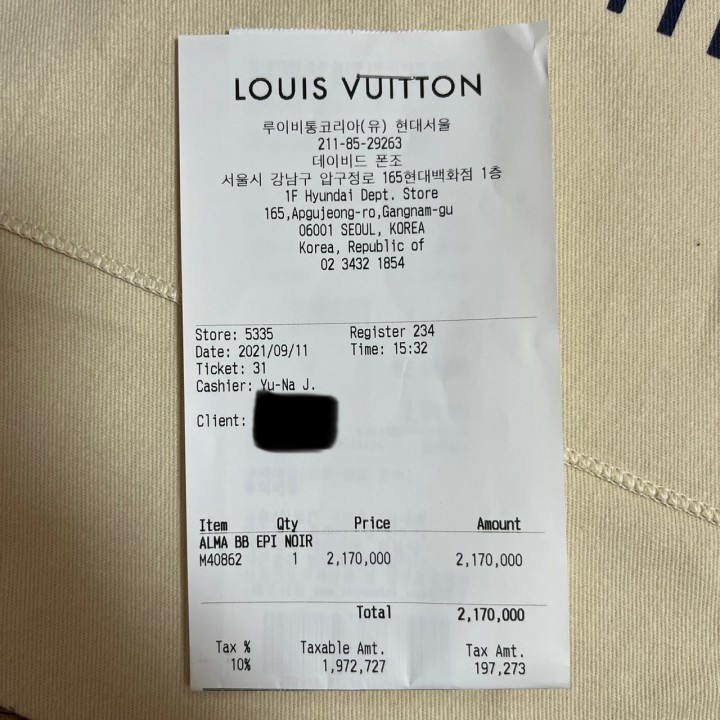 LOUIS VUITTON
루이비통코리아(유) 현대서울
211-85-29263
데이비드 폰조
서울시 강남구 압구정로 165현대백화점 1층
1F Hyundai Dept. Store
165,Apgujeong-ro,Gangnam-gu
06001 SEOUL, KOREA
Korea, Republic of
02 3432 1854
Store: 5335 Register 234
Date: 2021/09/11 Time: 15:32
Ticket: 31
Cashier: Yu-Na J.
Client:
Item Qty Price Amount
ALMA BB EPI NOIR
M40862 1 2,170,000 2,170,000
Total 2,170,000
Tax % Taxable Amt. Tax Amt.
10% 1,972,727 197,273